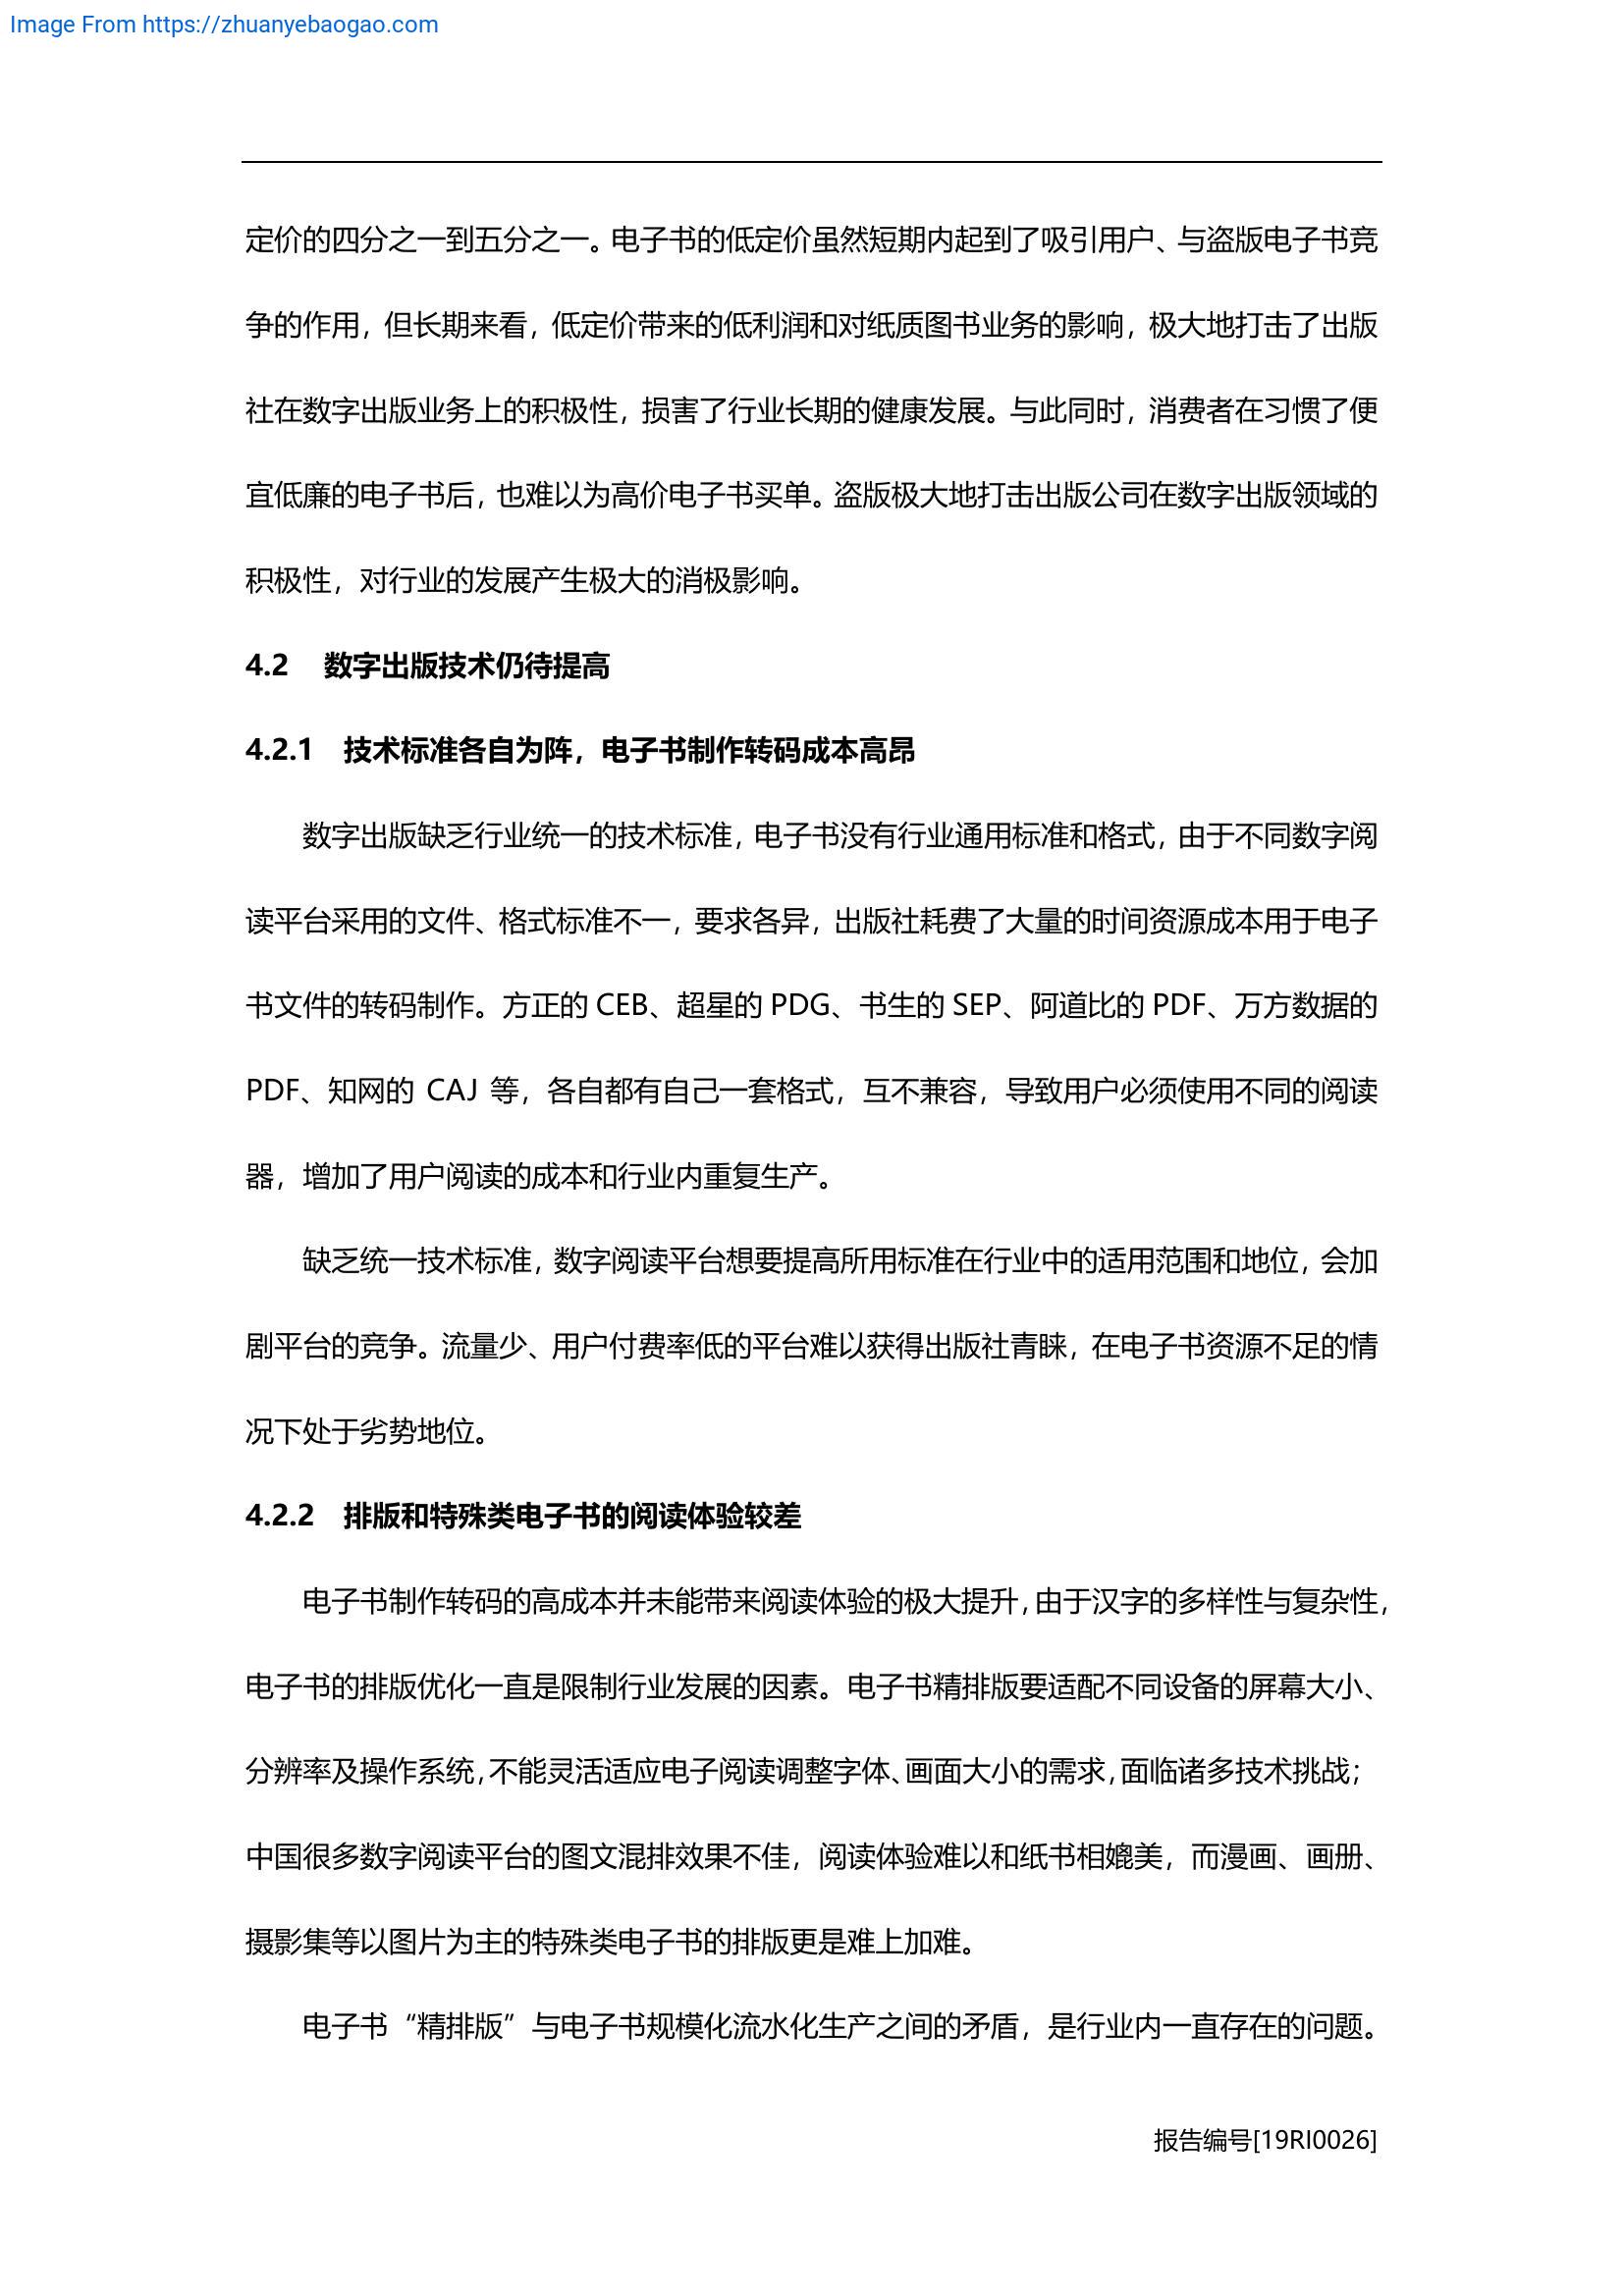 Image From https://zhuanyebaogao.com
定价的四分之一到五分之一。电子书的低定价虽然短期内起到了吸引用户、与盗版电子书竞
争的作用，但长期来看，低定价带来的低利润和对纸质图书业务的影响，极大地打击了出版
社在数字出版业务上的积极性，损害了行业长期的健康发展。与此同时，消费者在习惯了便
宜低廉的电子书后，也难以为高价电子书买单。盗版极大地打击出版公司在数字出版领域的
积极性，对行业的发展产生极大的消极影响。
4.2 数字出版技术仍待提高
4.2.1 技术标准各自为阵，电子书制作转码成本高昂
数字出版缺乏行业统一的技术标准，电子书没有行业通用标准和格式，由于不同数字阅
读平台采用的文件、格式标准不一，要求各异，出版社耗费了大量的时间资源成本用于电子
书文件的转码制作。方正的 CEB、超星的 PDG、书生的 SEP、阿道比的 PDF、万方数据的
PDF、知网的 CAJ 等，各自都有自己一套格式，互不兼容，导致用户必须使用不同的阅读
器，增加了用户阅读的成本和行业内重复生产。
缺乏统一技术标准，数字阅读平台想要提高所用标准在行业中的适用范围和地位，会加
剧平台的竞争。流量少、用户付费率低的平台难以获得出版社青睐，在电子书资源不足的情
况下处于劣势地位。
4.2.2 排版和特殊类电子书的阅读体验较差
电子书制作转码的高成本并未能带来阅读体验的极大提升，由于汉字的多样性与复杂性，
电子书的排版优化一直是限制行业发展的因素。电子书精排版要适配不同设备的屏幕大小、
分辨率及操作系统，不能灵活适应电子阅读调整字体、画面大小的需求，面临诸多技术挑战；
中国很多数字阅读平台的图文混排效果不佳，阅读体验难以和纸书相媲美，而漫画、画册、
摄影集等以图片为主的特殊类电子书的排版更是难上加难。
电子书“精排版”与电子书规模化流水化生产之间的矛盾，是行业内一直存在的问题。
报告编号[19RI0026]